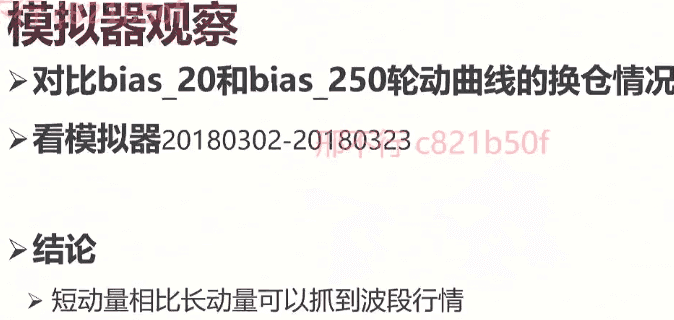 模拟器观察
➢对比bias_20和bias_250轮动曲线的换仓情况
➢看模拟器20180302-20180323
c821b50f
➢结论
➢短动量相比长动量可以抓到波段行情